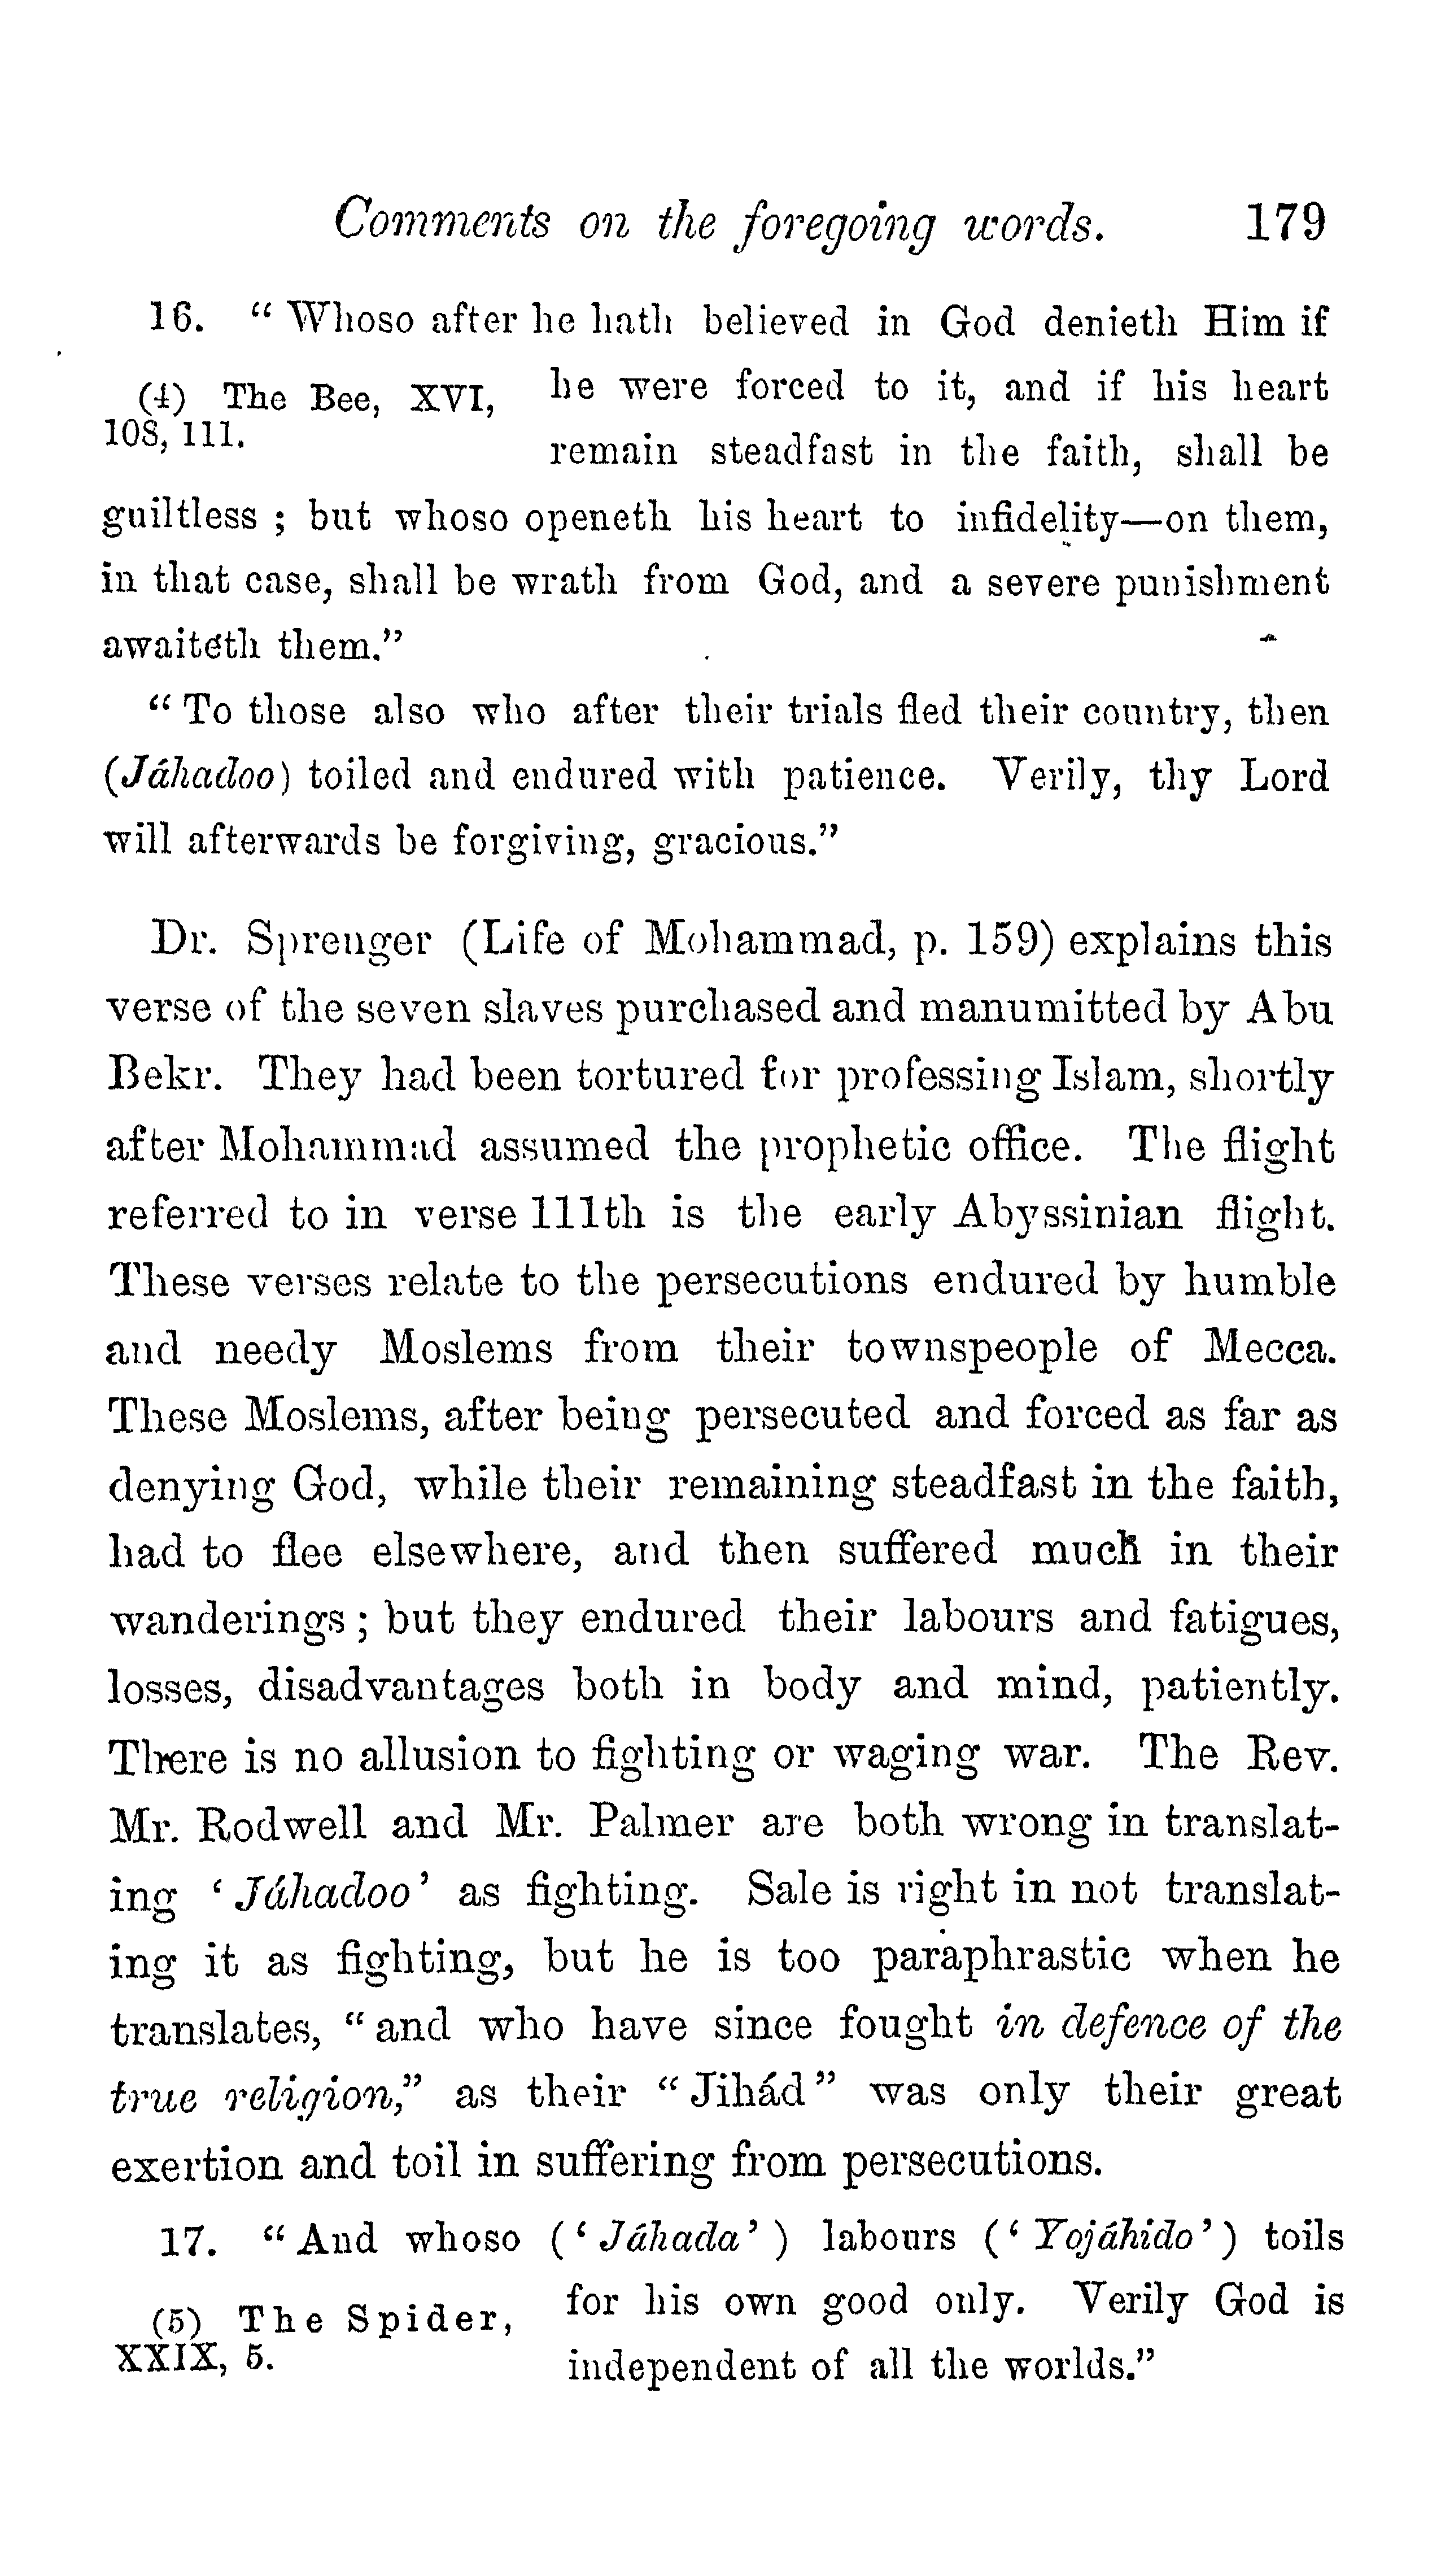 Comments on the foregoing words. 179
16. “ Whoso after he hath believed in God denieth Him if
(4) The Bee, XVI,
108, 111.
he were forced to it, and if his heart
remain steadfast in the faith, shall be
guiltless ; but whoso openeth his heart to infidelity—on them,
in that case, shall be wrath from God, and a severe punishment
awaiteth them.”
“ To those also who after their trials fled their country, then
(Jáhadoo) toiled and endured with patience. Verily, thy Lord
will afterwards be forgiving, gracious.”
Dr. Sprenger (Life of Mohammad, p. 159) explains this
verse of the seven slaves purchased and manumitted by Abu
Bekr. They had been tortured for professing Islam, shortly
after Mohammad assumed the prophetic office. The flight
referred to in verse 111th is the early Abyssinian flight.
These verses relate to the persecutions endured by humble
and needy Moslems from their townspeople of Mecca.
These Moslems, after being persecuted and forced as far as
denying God, while their remaining steadfast in the faith,
had to flee elsewhere, and then suffered much in their
wanderings ; but they endured their labours and fatigues,
losses, disadvantages both in body and mind, patiently.
There is no allusion to fighting or waging war. The Rev.
Mr. Rodwell and Mr. Palmer are both wrong in translat-
ing ‘ Jáhadoo’ as fighting. Sale is right in not translat-
ing it as fighting, but he is too paraphrastic when he
translates, “ and who have since fought in defence of the
true religion,” as their “ Jihád ” was only their great
exertion and toil in suffering from persecutions.
17. “ And whoso ( ‘ Jáhada’ ) labours ( ‘ Yojáhido’ ) toils
(5) The Spider,
XXIX, 5.
for his own good only. Verily God is
independent of all the worlds.”